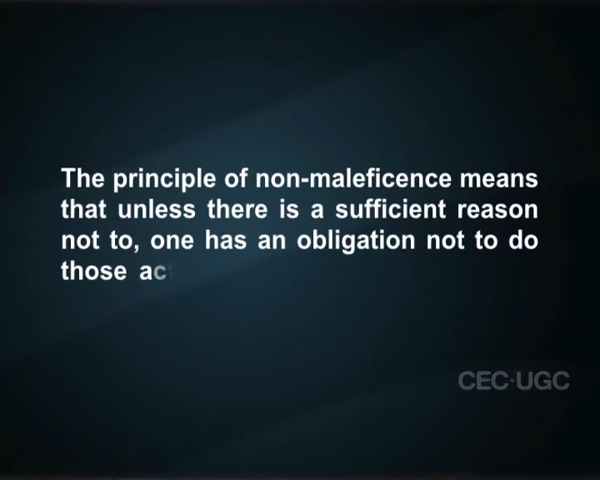 The principle of non-maleficence means
that unless there is a sufficient reason
not to, one has an obligation not to do
those ac
CEC-UGC